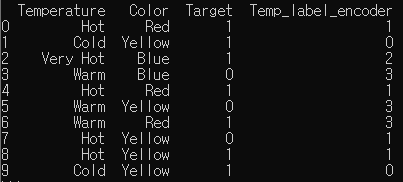 Temperature Color Target Temp_label_encoder
0 Hot Red 1 1
1 Cold Yellow 1 0
2 Very Hot Blue 1 2
3 Warm Blue 0 3
4 Hot Red 1 1
5 Warm Yellow 0 3
6 Warm Red 1 3
7 Hot Yellow 0 1
8 Hot Yellow 1 1
9 Cold Yellow 1 0